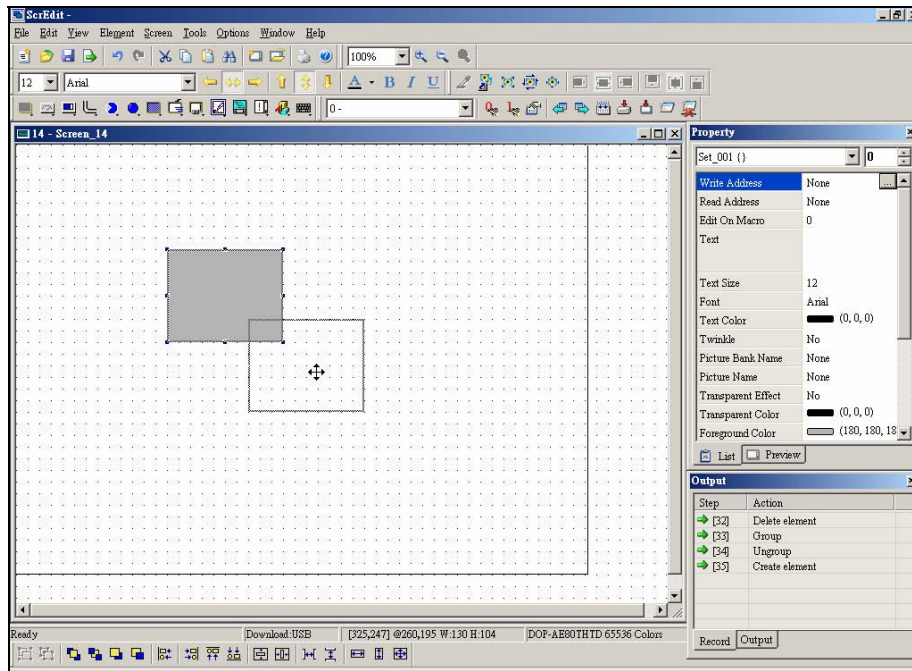 ScrEdit -
File Edit View Element Screen Tools Options Window Help
100%
12 Arial A B I U
0 -
14 - Screen_14
Property
Set_001 {} 0
Write Address None ...
Read Address None
Edit On Macro 0
Text
Text Size 12
Font Arial
Text Color (0, 0, 0)
Twinkle No
Picture Bank Name None
Picture Name None
Transparent Effect No
Transparent Color (0, 0, 0)
Foreground Color (180, 180, 18
List Preview
Output
Step Action
[32] Delete element
[33] Group
[34] Ungroup
[35] Create element
Record Output
Ready Download:USB [325,247] @260,195 W:130 H:104 DOP-AE80THTD 65536 Colors